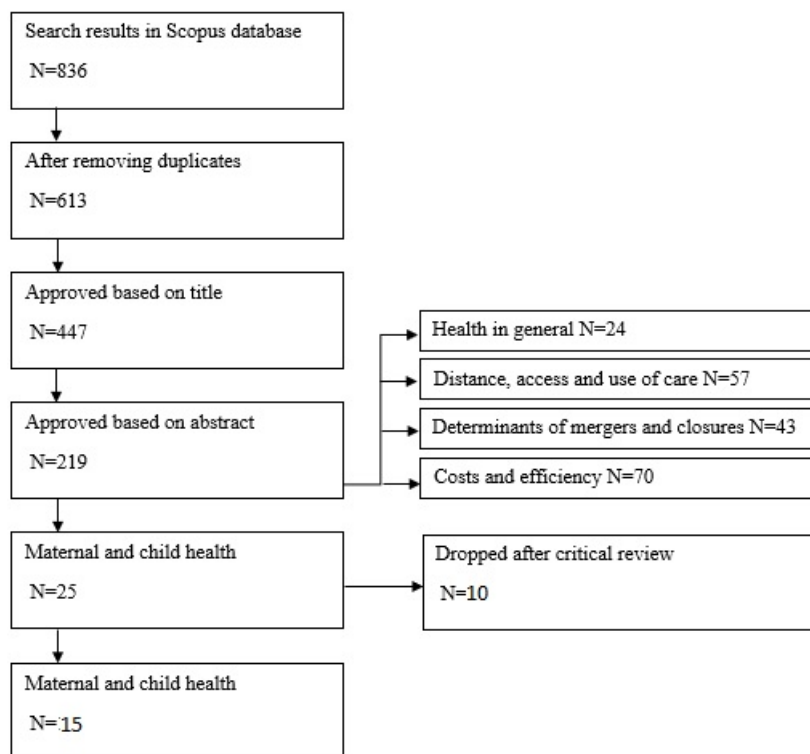 Search results in Scopus database
N=836
After removing duplicates
N=613
Approved based on title
N=447
Health in general N=24
Distance, access and use of care N=57
Approved based on abstract
N=219
Determinants of mergers and closures N=43
Costs and efficiency N=70
Maternal and child health
N=25
Dropped after critical review
N=10
Maternal and child health
N=15